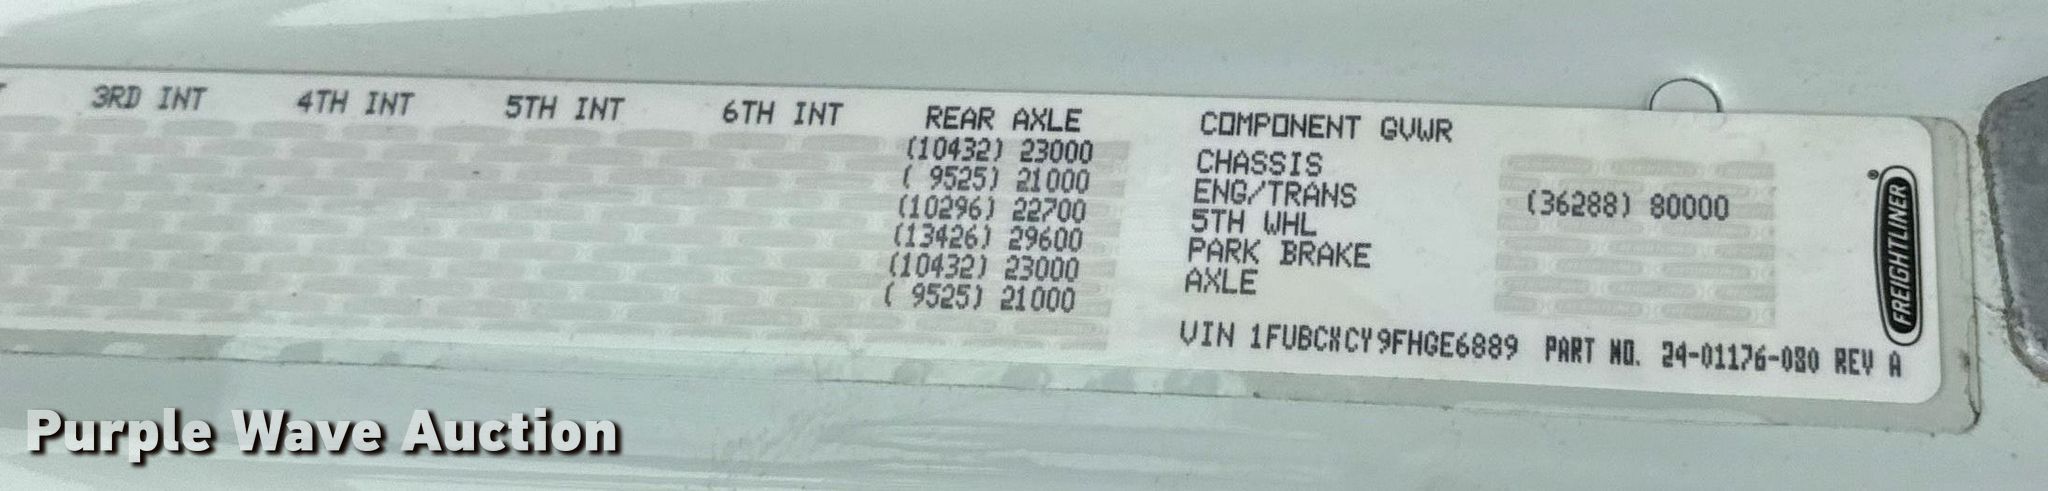 3RD INT 4TH INT 5TH INT 6TH INT REAR AXLE
(10432) 23000
( 9525) 21000
(10296) 22700
(13426) 29600
(10432) 23000
( 9525) 21000
COMPONENT GVWR
CHASSIS
ENG/TRANS (36288) 80000
5TH WHL
PARK BRAKE
AXLE
VIN 1FUBCXCY9FHGE6889 PART NO. 24-01176-080 REV A
FREIGHTLINER
®
Purple Wave Auction